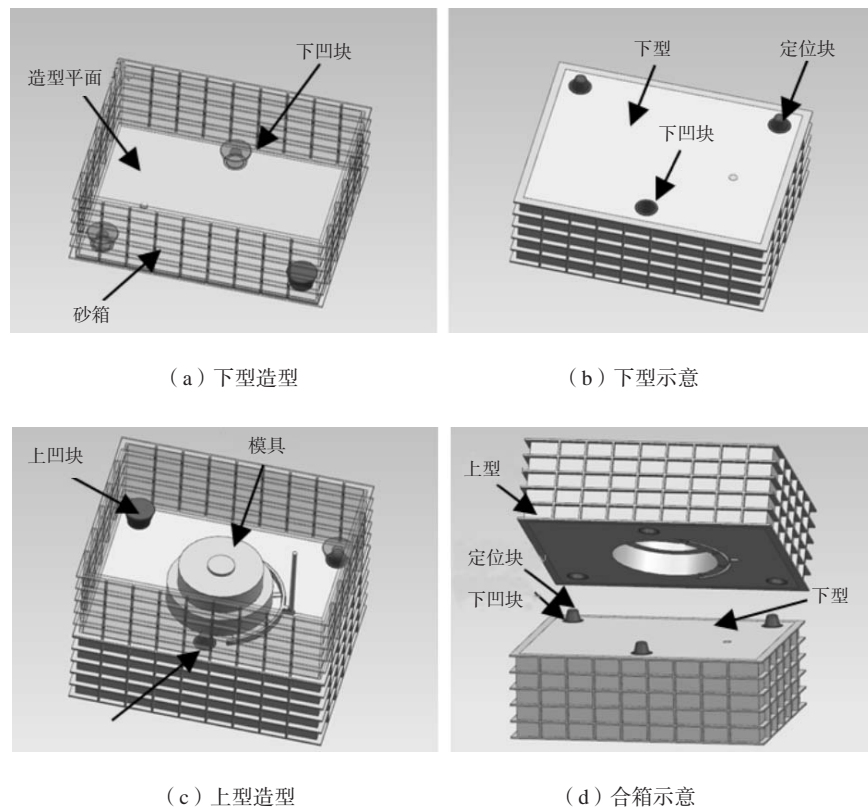 下凹块
造型平面
砂箱
下型
定位块
下凹块
（a）下型造型
（b）下型示意
上凹块
模具
上型
定位块
下凹块
下型
（c）上型造型
（d）合箱示意